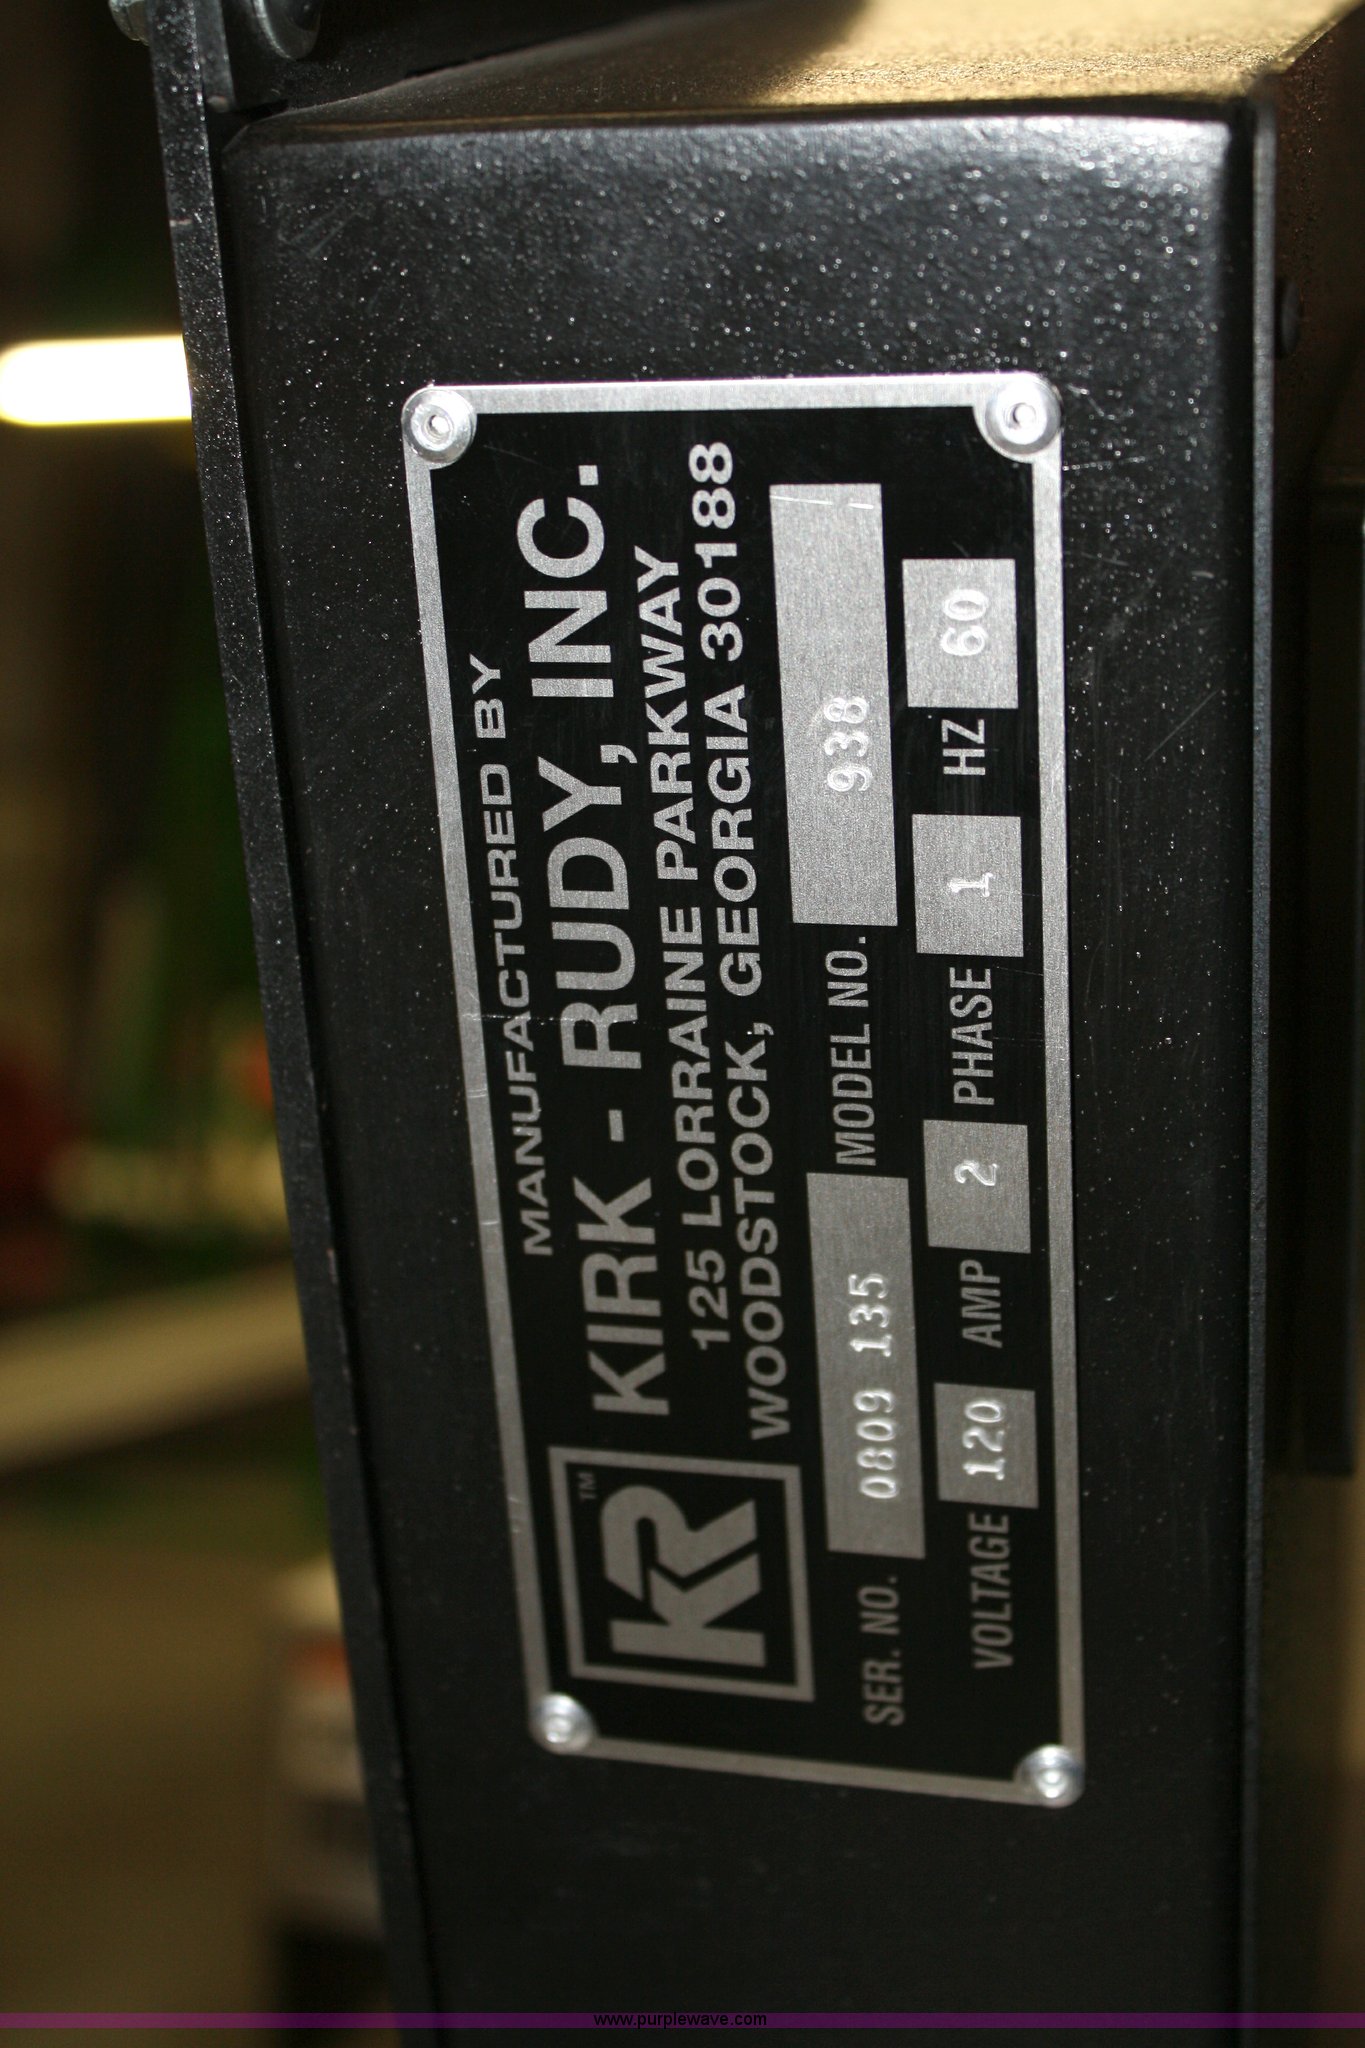 MANUFACTURED BY
KIRK - RUDY, INC.
125 LORRAINE PARKWAY
WOODSTOCK, GEORGIA 30188
KR TM
SER. NO. 0809 135 MODEL NO. 938
VOLTAGE 120 AMP 2 PHASE 1 HZ 60
www.purplewave.com